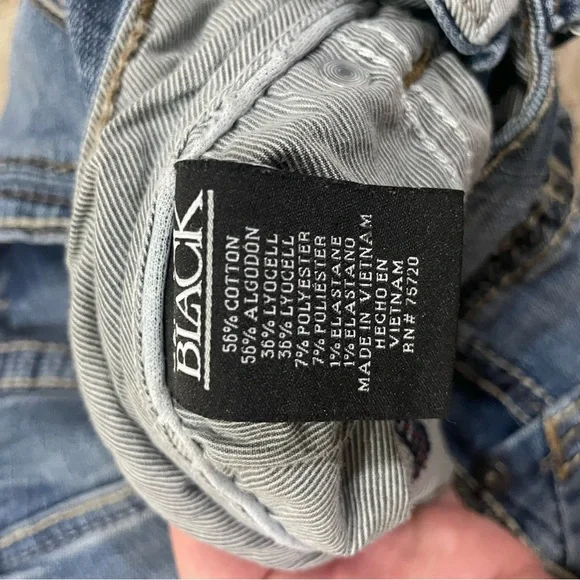 BLACK
56% COTTON
56% ALGODON
36% LYOCELL
36% LYOCELL
7% POLYESTER
7% POLIESTER
1% ELASTANE
1% ELASTANO
MADE IN VIETNAM
HECHO EN
VIETNAM
RN# 75720